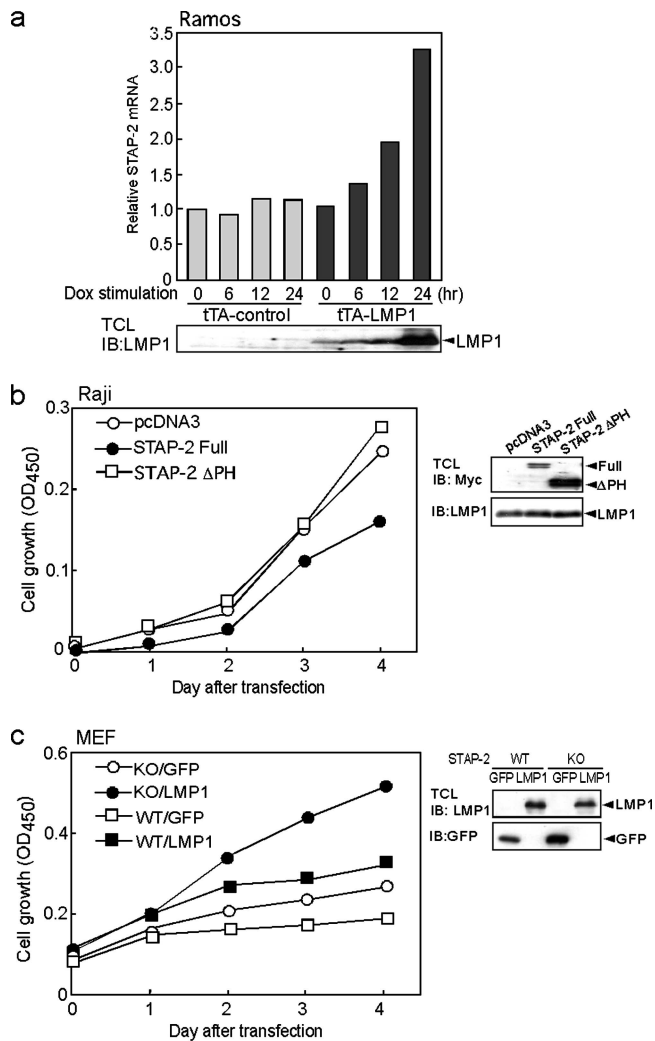 a
Ramos
Relative STAP-2 mRNA
3.5
3.0
2.5
2.0
1.5
1.0
0.5
0
Dox stimulation 0 6 12 24 0 6 12 24 (hr)
tTA-control tTA-LMP1
TCL
IB:LMP1
LMP1
b
Raji
Cell growth (OD450)
0.3
0.2
0.1
0
pcDNA3
STAP-2 Full
STAP-2 ΔPH
0 1 2 3 4
Day after transfection
pcDNA3
STAP-2 Full
STAP-2 ΔPH
TCL
IB: Myc
Full
ΔPH
IB:LMP1
LMP1
c
MEF
Cell growth (OD450)
0.6
0.4
0.2
0
KO/GFP
KO/LMP1
WT/GFP
WT/LMP1
0 1 2 3 4
Day after transfection
STAP-2 WT KO
GFP LMP1 GFP LMP1
TCL
IB: LMP1
LMP1
IB:GFP
GFP